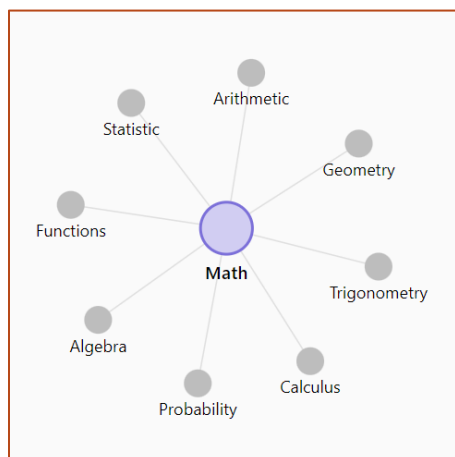 Arithmetic
Statistic
Geometry
Functions
Math
Trigonometry
Algebra
Calculus
Probability